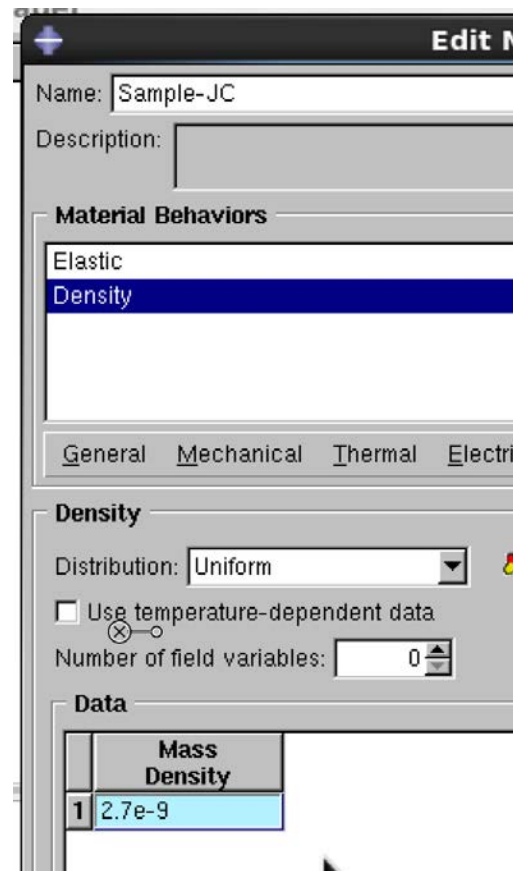 Edit
Name: Sample-JC
Description:
Material Behaviors
Elastic
Density
General Mechanical Thermal
Density
Distribution: Uniform
Use temperature-dependent data
Number of field variables: 0
Data
Mass
Density
1 2.7e-9